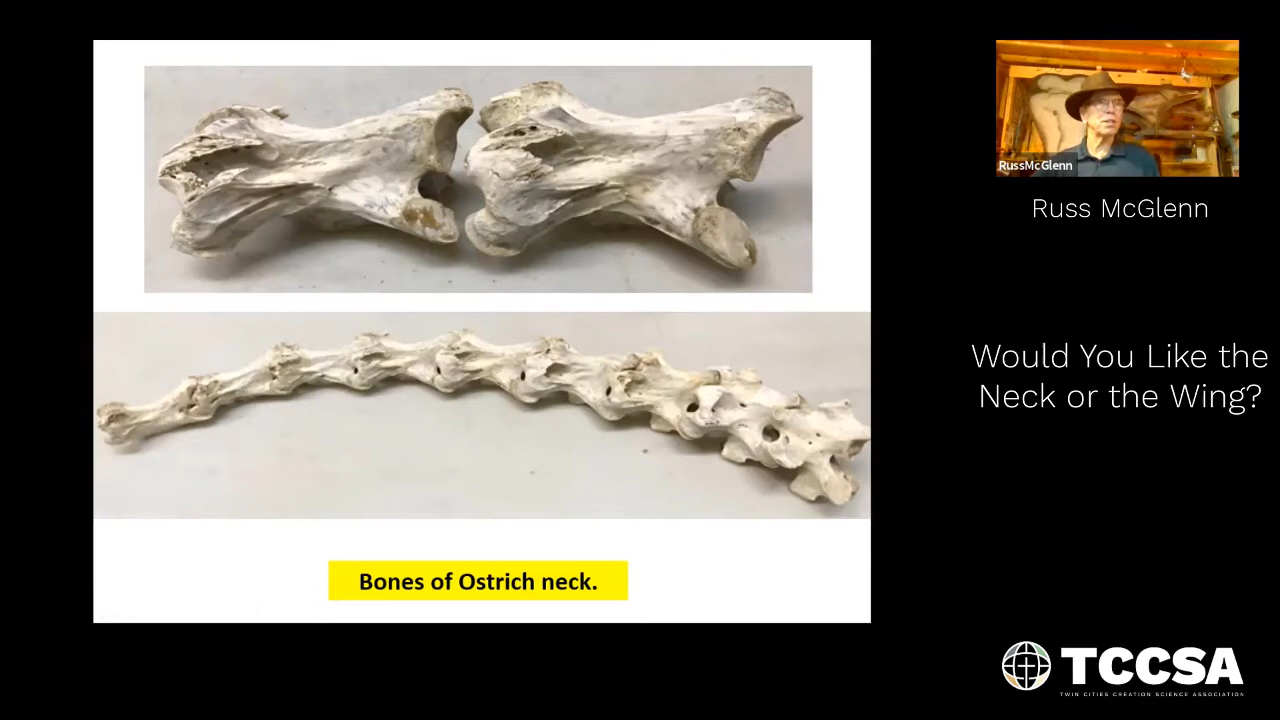 Bones of Ostrich neck.
RussMcGlenn
Russ McGlenn
Would You Like the
Neck or the Wing?
TCCSA
TWIN CITIES CREATION SCIENCE ASSOCIATION